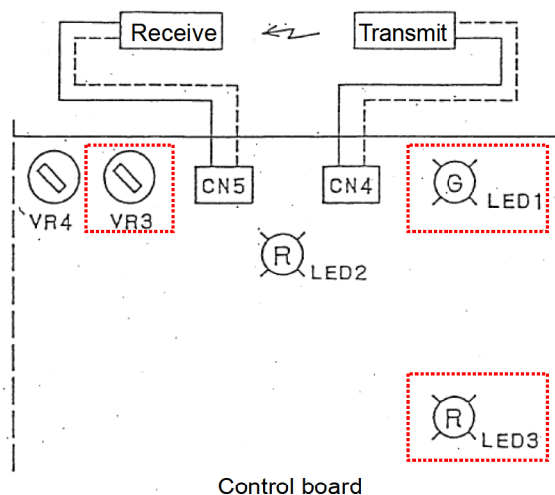 Receive
Transmit
CN5
CN4
G
LED1
VR4
VR3
R
LED2
R
LED3
Control board